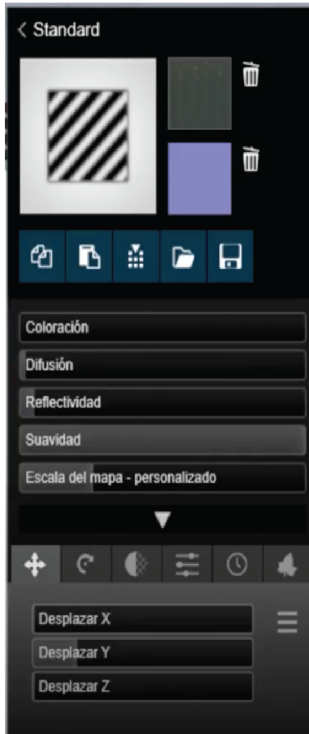 Standard
Coloración
Difusión
Reflectividad
Suavidad
Escala del mapa - personalizado
Desplazar X
Desplazar Y
Desplazar Z